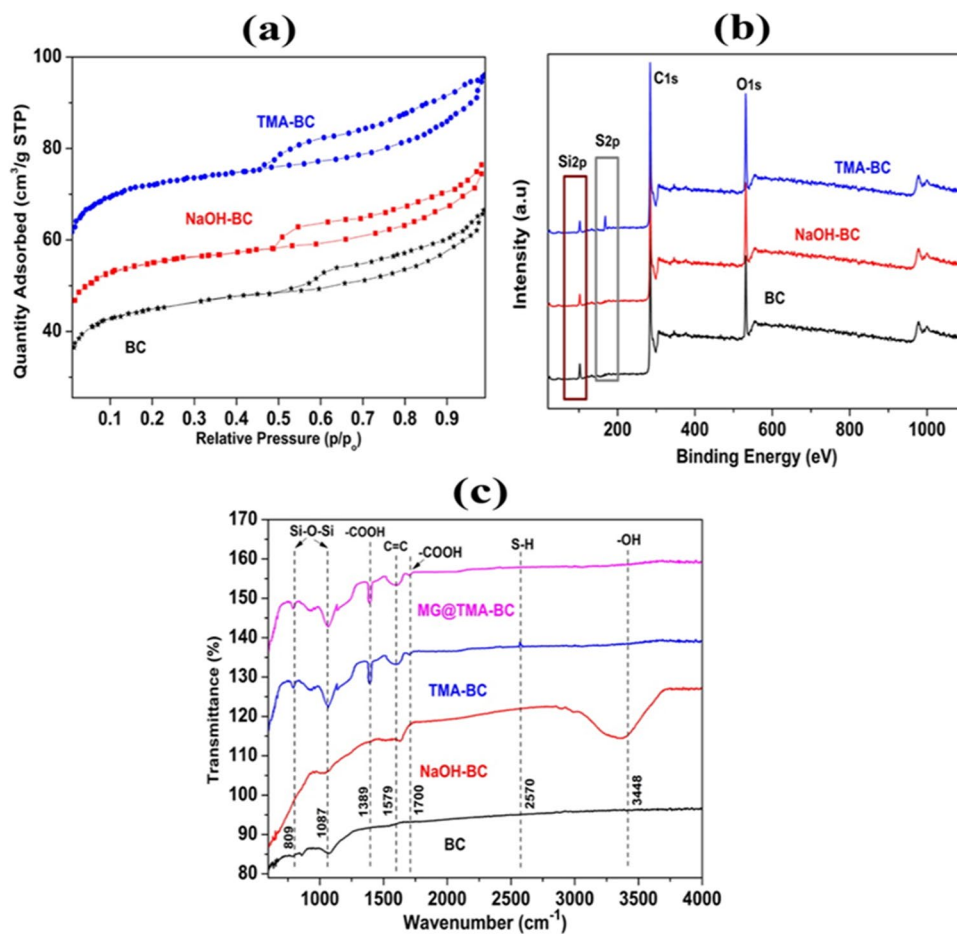 (a)
100
80
60
40
Quantity Adsorbed (cm³/g STP)
TMA-BC
NaOH-BC
BC
0.1 0.2 0.3 0.4 0.5 0.6 0.7 0.8 0.9
Relative Pressure (p/pₒ)
(b)
C1s
O1s
Si2p
S2p
TMA-BC
NaOH-BC
BC
Intensity (a.u)
200 400 600 800 1000
Binding Energy (eV)
(c)
170
160
150
140
130
120
110
100
90
80
Transmittance (%)
Si-O-Si
-COOH
C=C
-COOH
S-H
-OH
MG@TMA-BC
TMA-BC
NaOH-BC
BC
809
1087
1389
1579
1700
2570
3448
1000 1500 2000 2500 3000 3500 4000
Wavenumber (cm⁻¹)